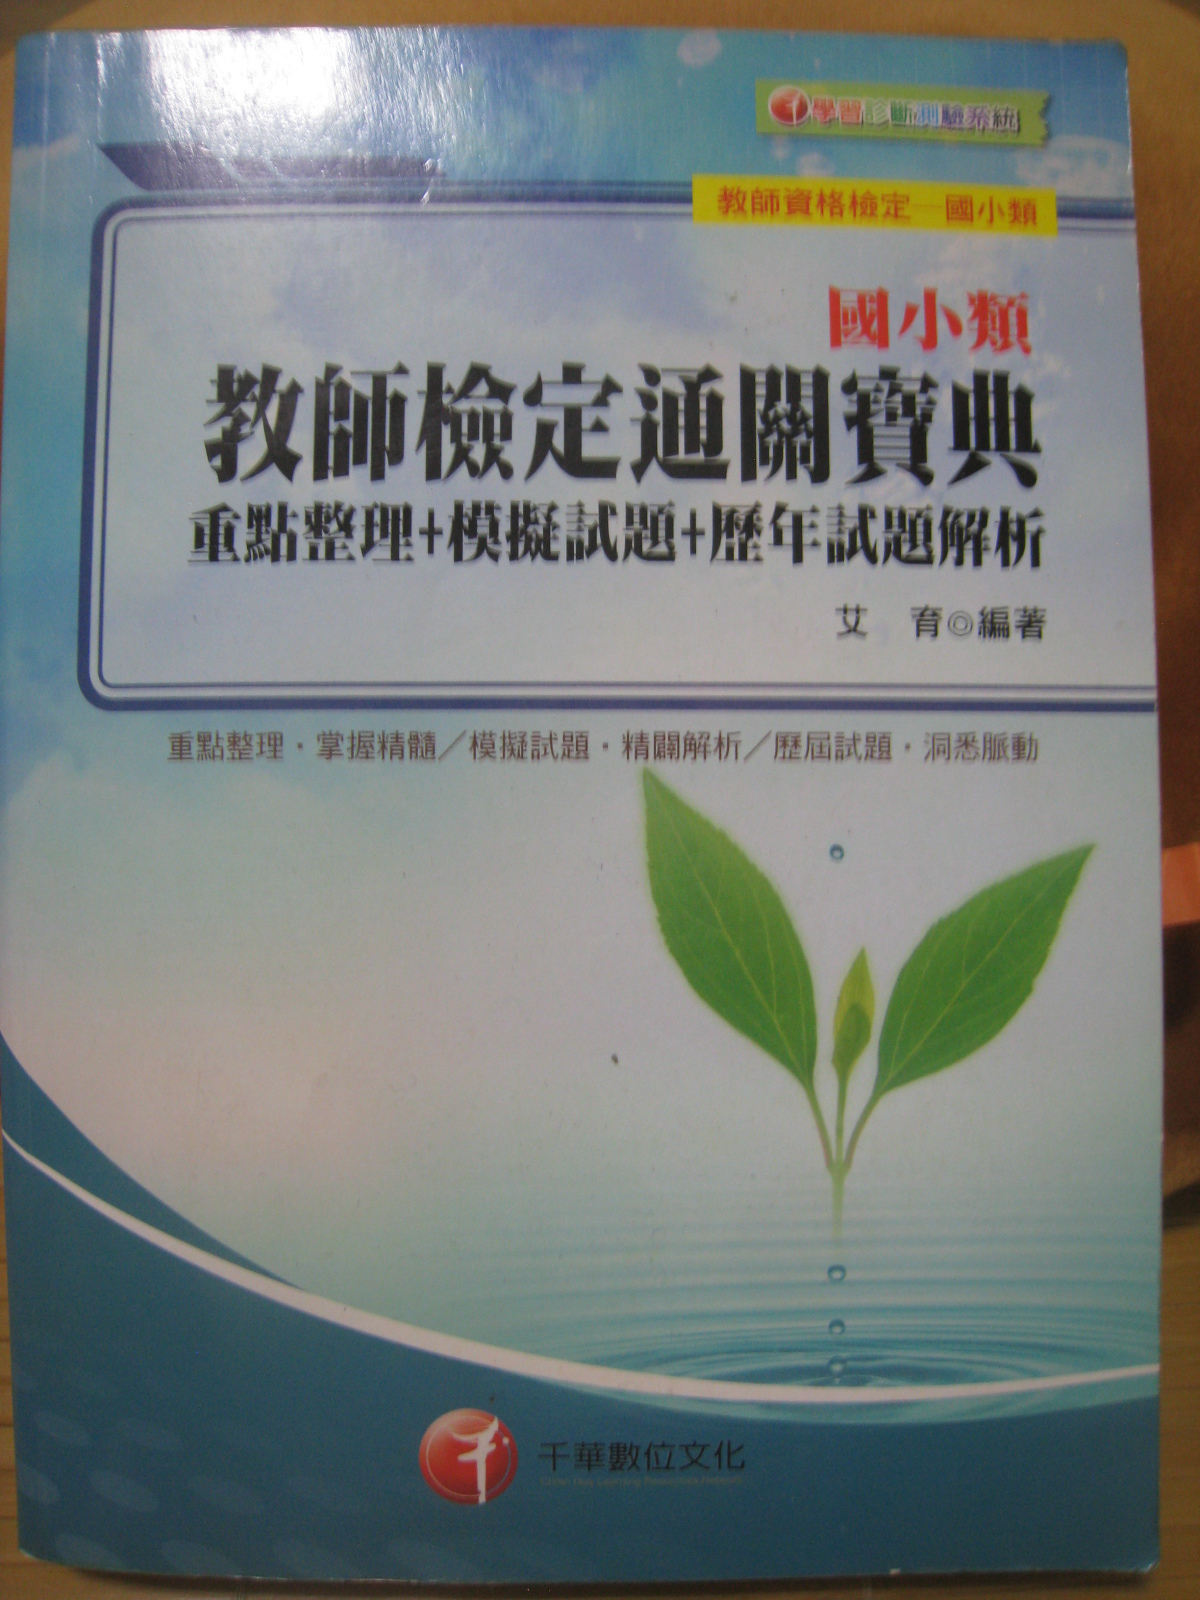 學習診斷測驗系統
教師資格檢定─國小類
國小類
教師檢定通關寶典
重點整理+模擬試題+歷年試題解析
艾 育◎編著
重點整理．掌握精髓／模擬試題．精闢解析／歷屆試題．洞悉脈動
千華數位文化